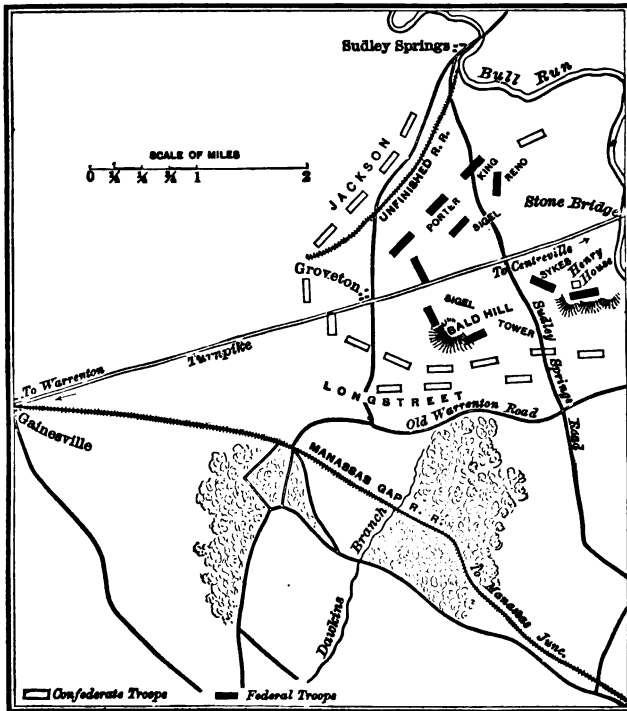 Sudley Springs
Bull Run
SCALE OF MILES
0 ¼ ½ ¾ 1 2
JACKSON
UNFINISHED R.R.
KING
RENO
PORTER
SIGEL
Stone Bridge
To Centreville
Groveton
SYKES
Henry House
SIGEL
BALD HILL
TOWER
Sudley Springs Road
To Warrenton
Turnpike
LONGSTREET
Old Warrenton Road
Gainesville
MANASSAS GAP R.R.
Dawkins Branch
To Manassas Junc.
Confederate Troops
Federal Troops